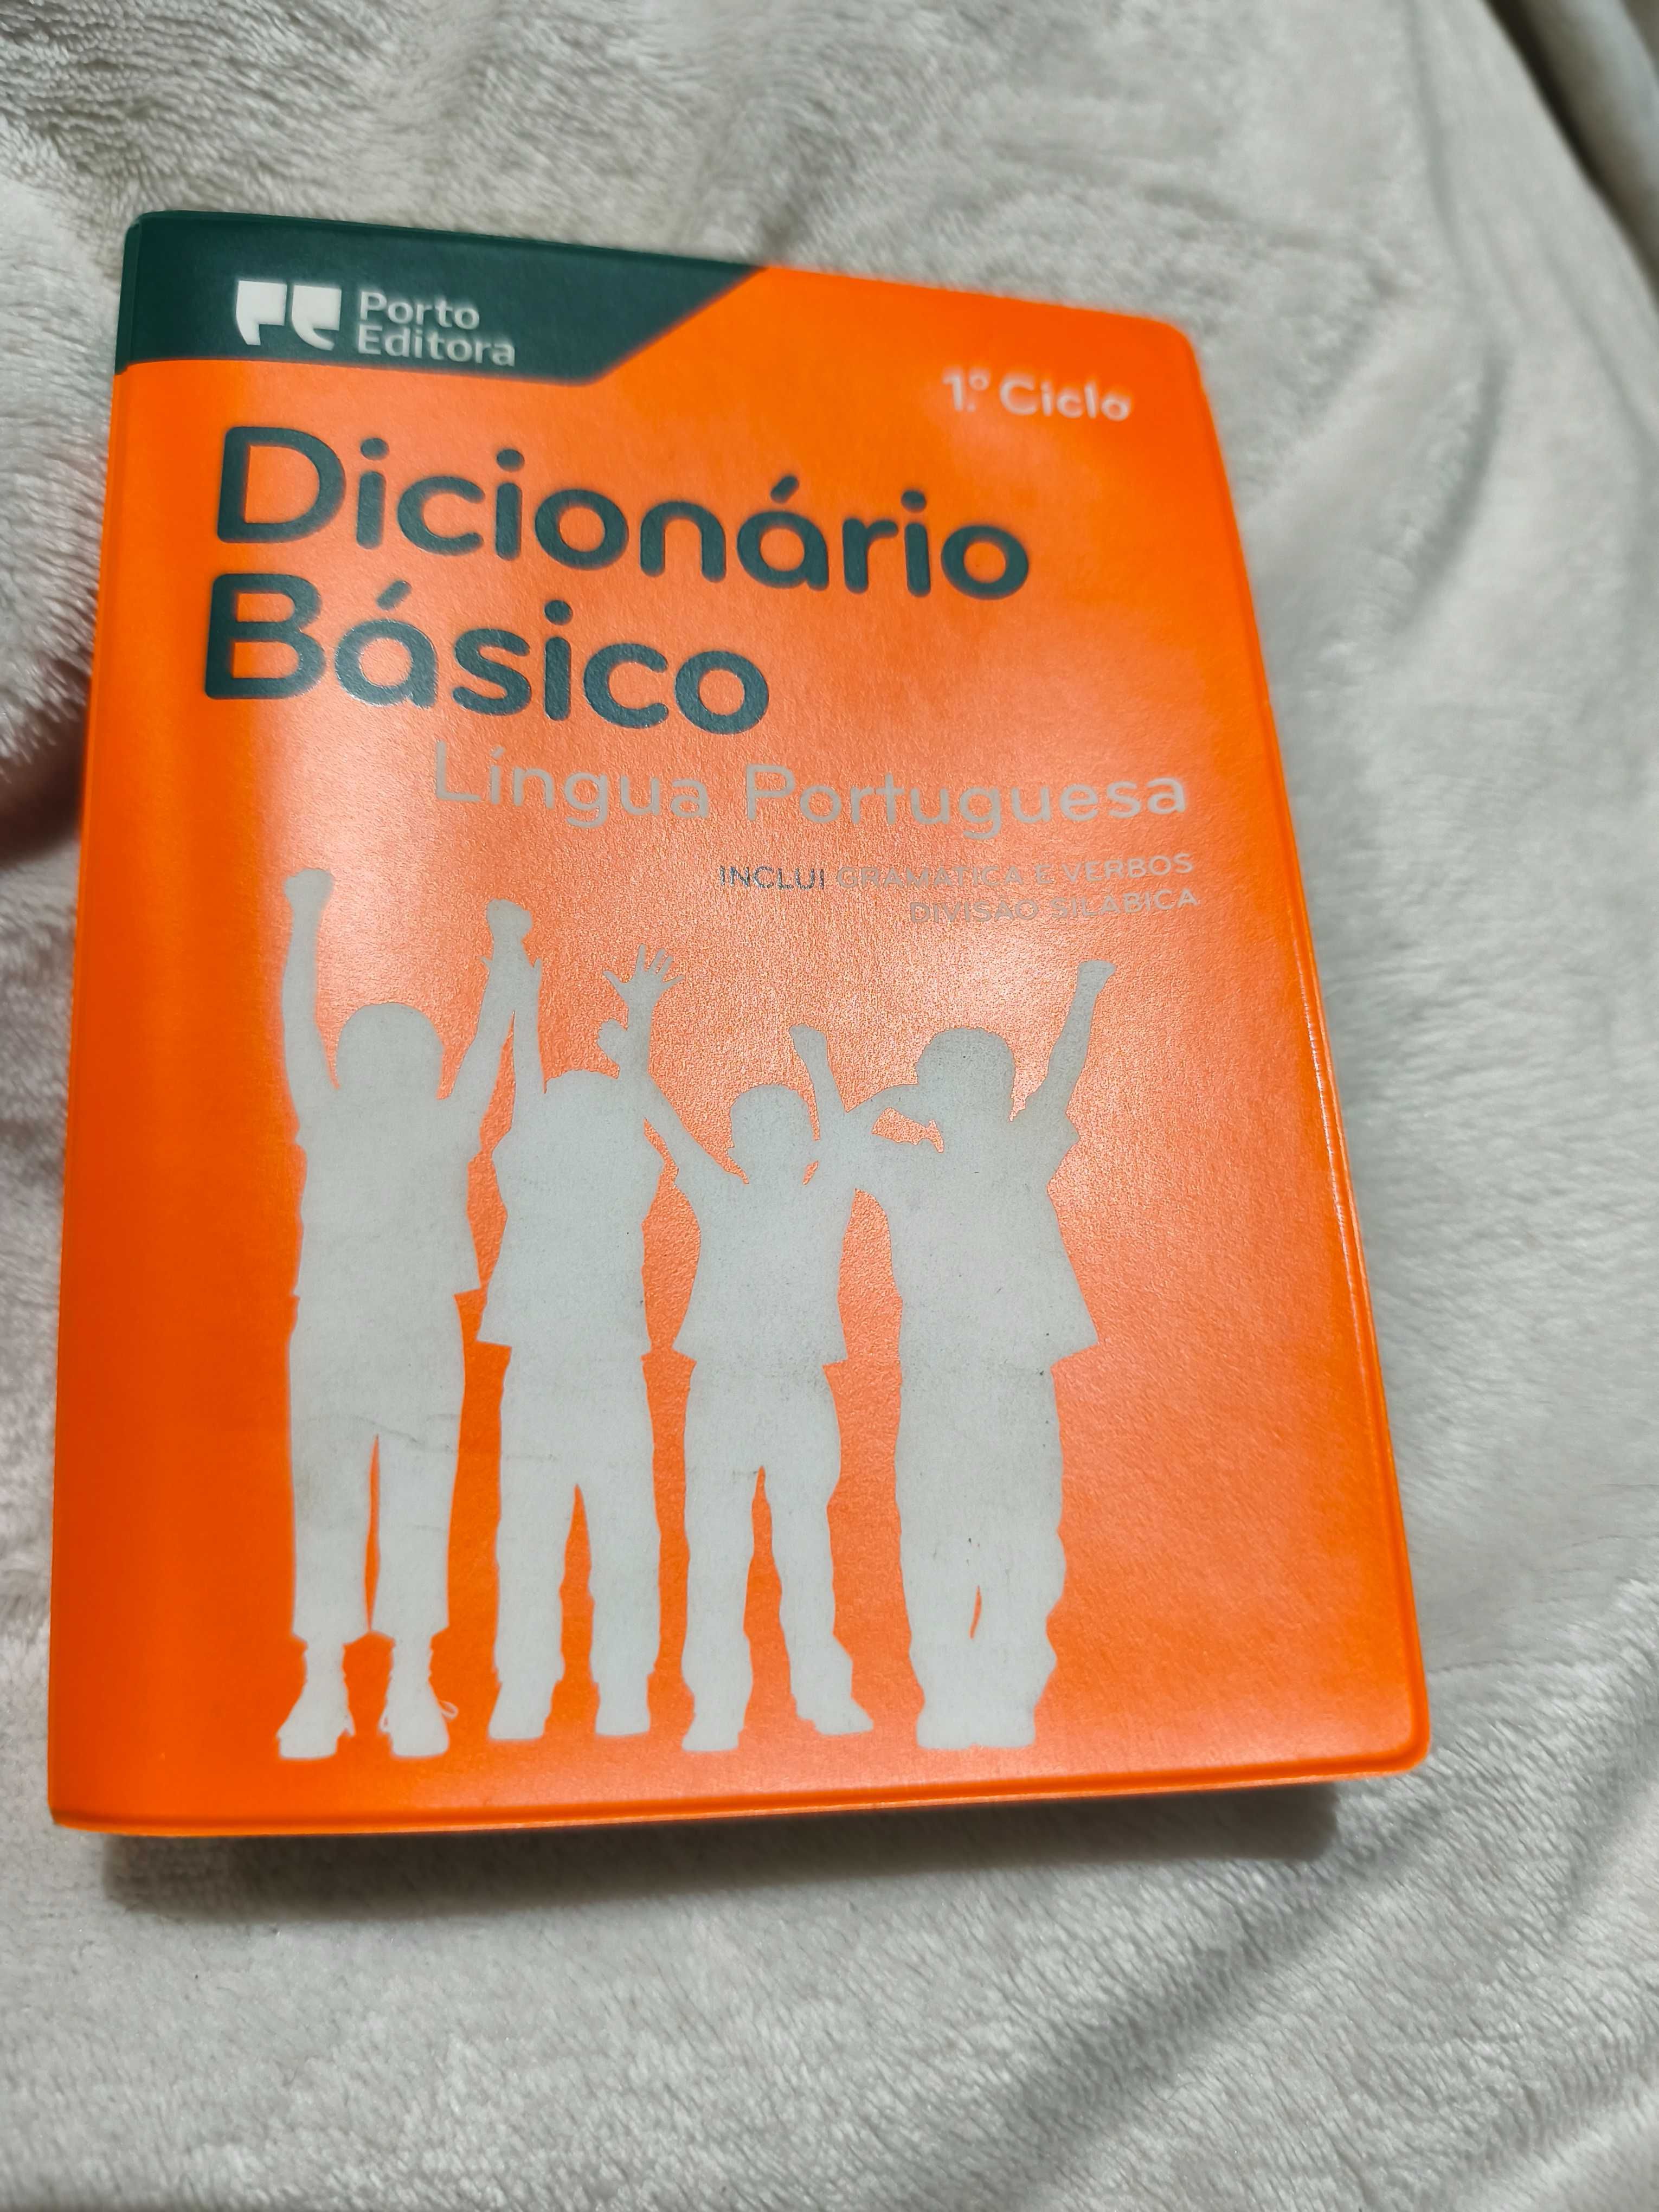 Porto
Editora
1.º Ciclo
Dicionário
Básico
Língua Portuguesa
INCLUI GRAMÁTICA E VERBOS
DIVISÃO SILÁBICA